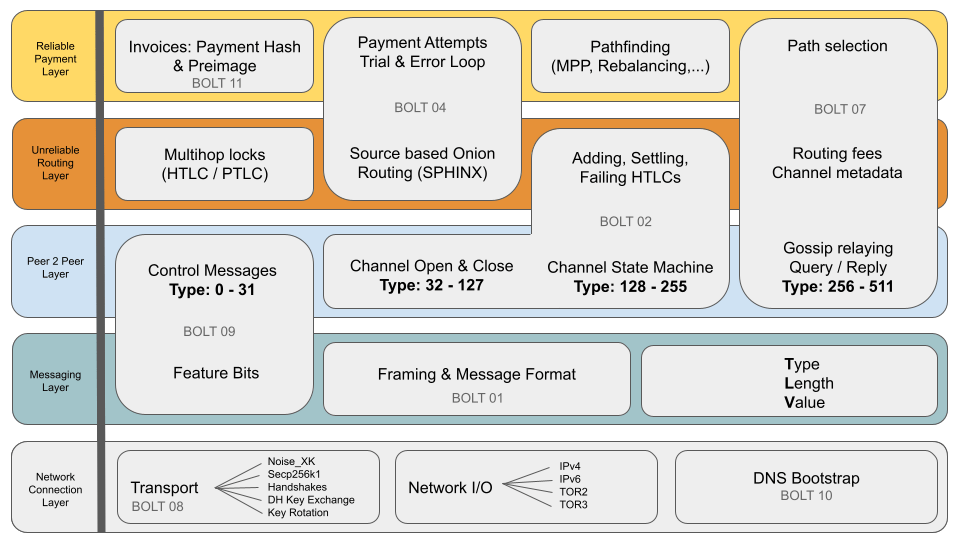 Reliable
Payment
Layer
Invoices: Payment Hash
& Preimage
BOLT 11
Payment Attempts
Trial & Error Loop
BOLT 04
Source based Onion
Routing (SPHINX)
Pathfinding
(MPP, Rebalancing,...)
Path selection
BOLT 07
Routing fees
Channel metadata
Gossip relaying
Query / Reply
Type: 256 - 511
Unreliable
Routing
Layer
Multihop locks
(HTLC / PTLC)
Adding, Settling,
Failing HTLCs
BOLT 02
Channel State Machine
Type: 128 - 255
Peer 2 Peer
Layer
Control Messages
Type: 0 - 31
BOLT 09
Feature Bits
Channel Open & Close
Type: 32 - 127
Messaging
Layer
Framing & Message Format
BOLT 01
Type
Length
Value
Network
Connection
Layer
Transport
BOLT 08
Noise_XK
Secp256k1
Handshakes
DH Key Exchange
Key Rotation
Network I/O
IPv4
IPv6
TOR2
TOR3
DNS Bootstrap
BOLT 10